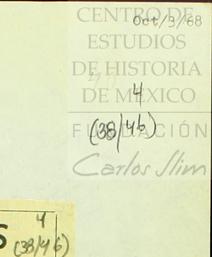 CENTRO DE
Oct/3/68
ESTUDIOS
DE HISTORIA
DE MÉXICO
4
(38/46)
FUNDACIÓN
Carlos Slim
4
S (38/46)